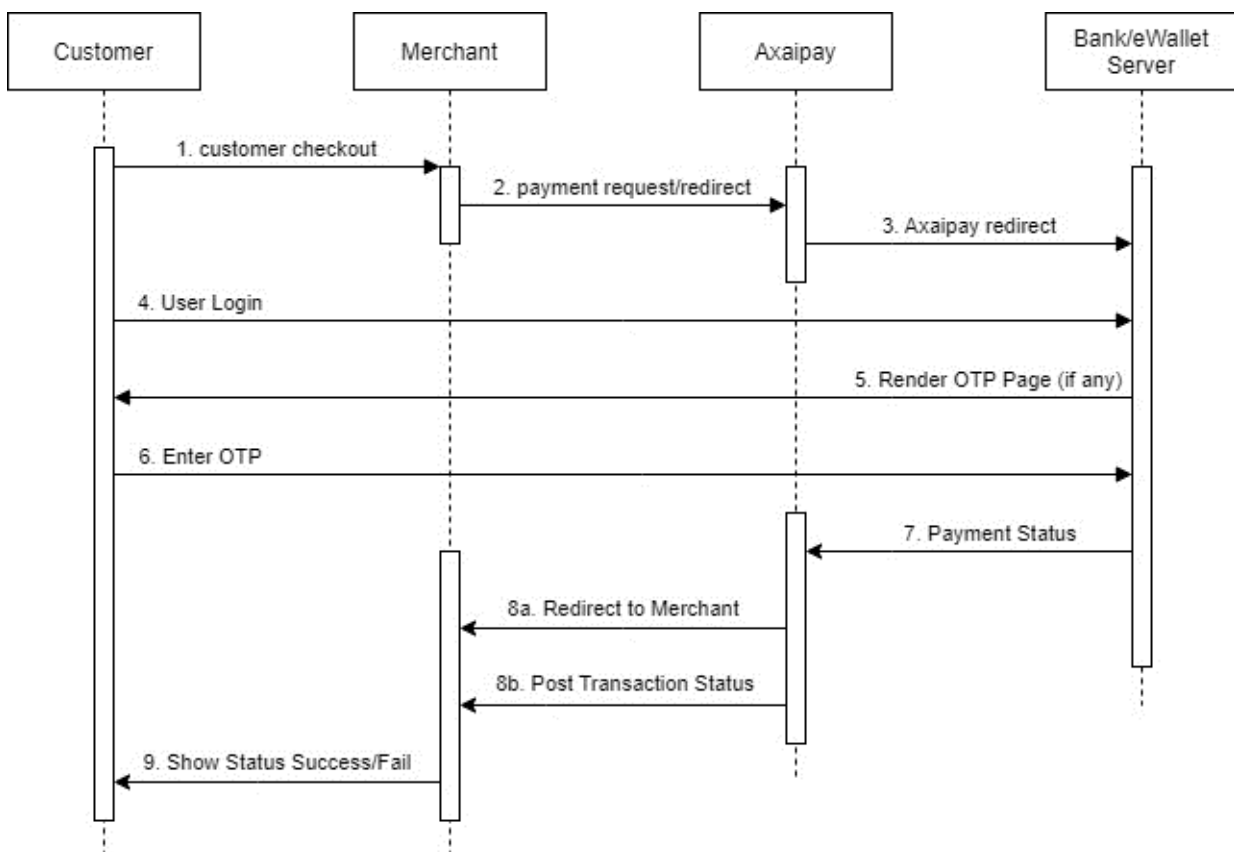 Customer
Merchant
Axaipay
Bank/eWallet
Server
1. customer checkout
2. payment request/redirect
3. Axaipay redirect
4. User Login
5. Render OTP Page (if any)
6. Enter OTP
7. Payment Status
8a. Redirect to Merchant
8b. Post Transaction Status
9. Show Status Success/Fail